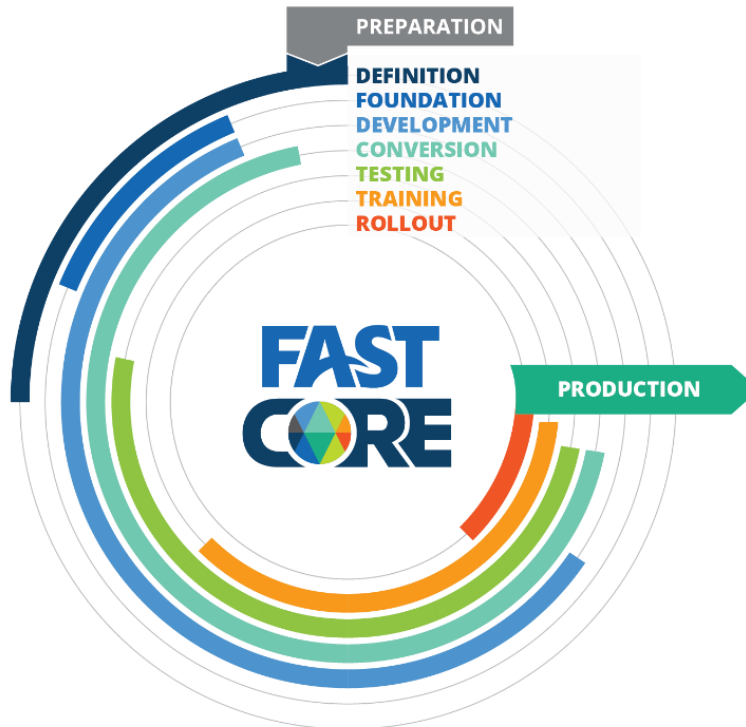 PREPARATION
DEFINITION
FOUNDATION
DEVELOPMENT
CONVERSION
TESTING
TRAINING
ROLLOUT
FAST
CORE
PRODUCTION